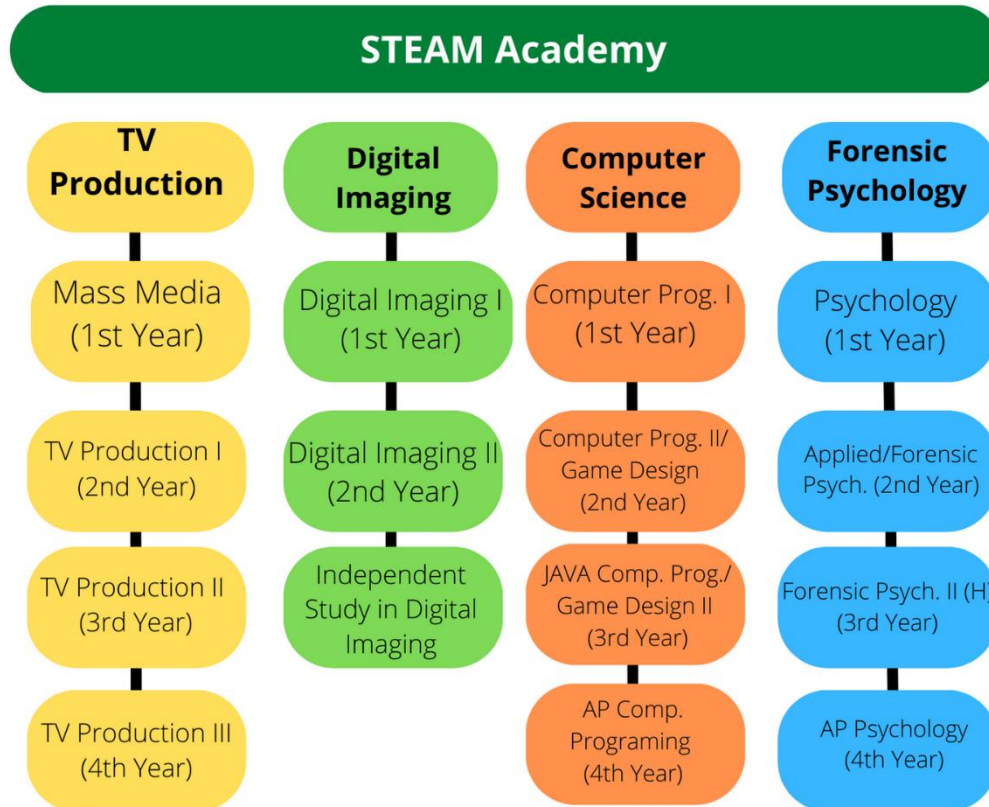 STEAM Academy
TV
Production
Mass Media
(1st Year)
TV Production I
(2nd Year)
TV Production II
(3rd Year)
TV Production III
(4th Year)
Digital
Imaging
Digital Imaging I
(1st Year)
Digital Imaging II
(2nd Year)
Independent
Study in Digital
Imaging
Computer
Science
Computer Prog. I
(1st Year)
Computer Prog. II/
Game Design
(2nd Year)
JAVA Comp. Prog./
Game Design II
(3rd Year)
AP Comp.
Programing
(4th Year)
Forensic
Psychology
Psychology
(1st Year)
Applied/Forensic
Psych. (2nd Year)
Forensic Psych. II (H)
(3rd Year)
AP Psychology
(4th Year)